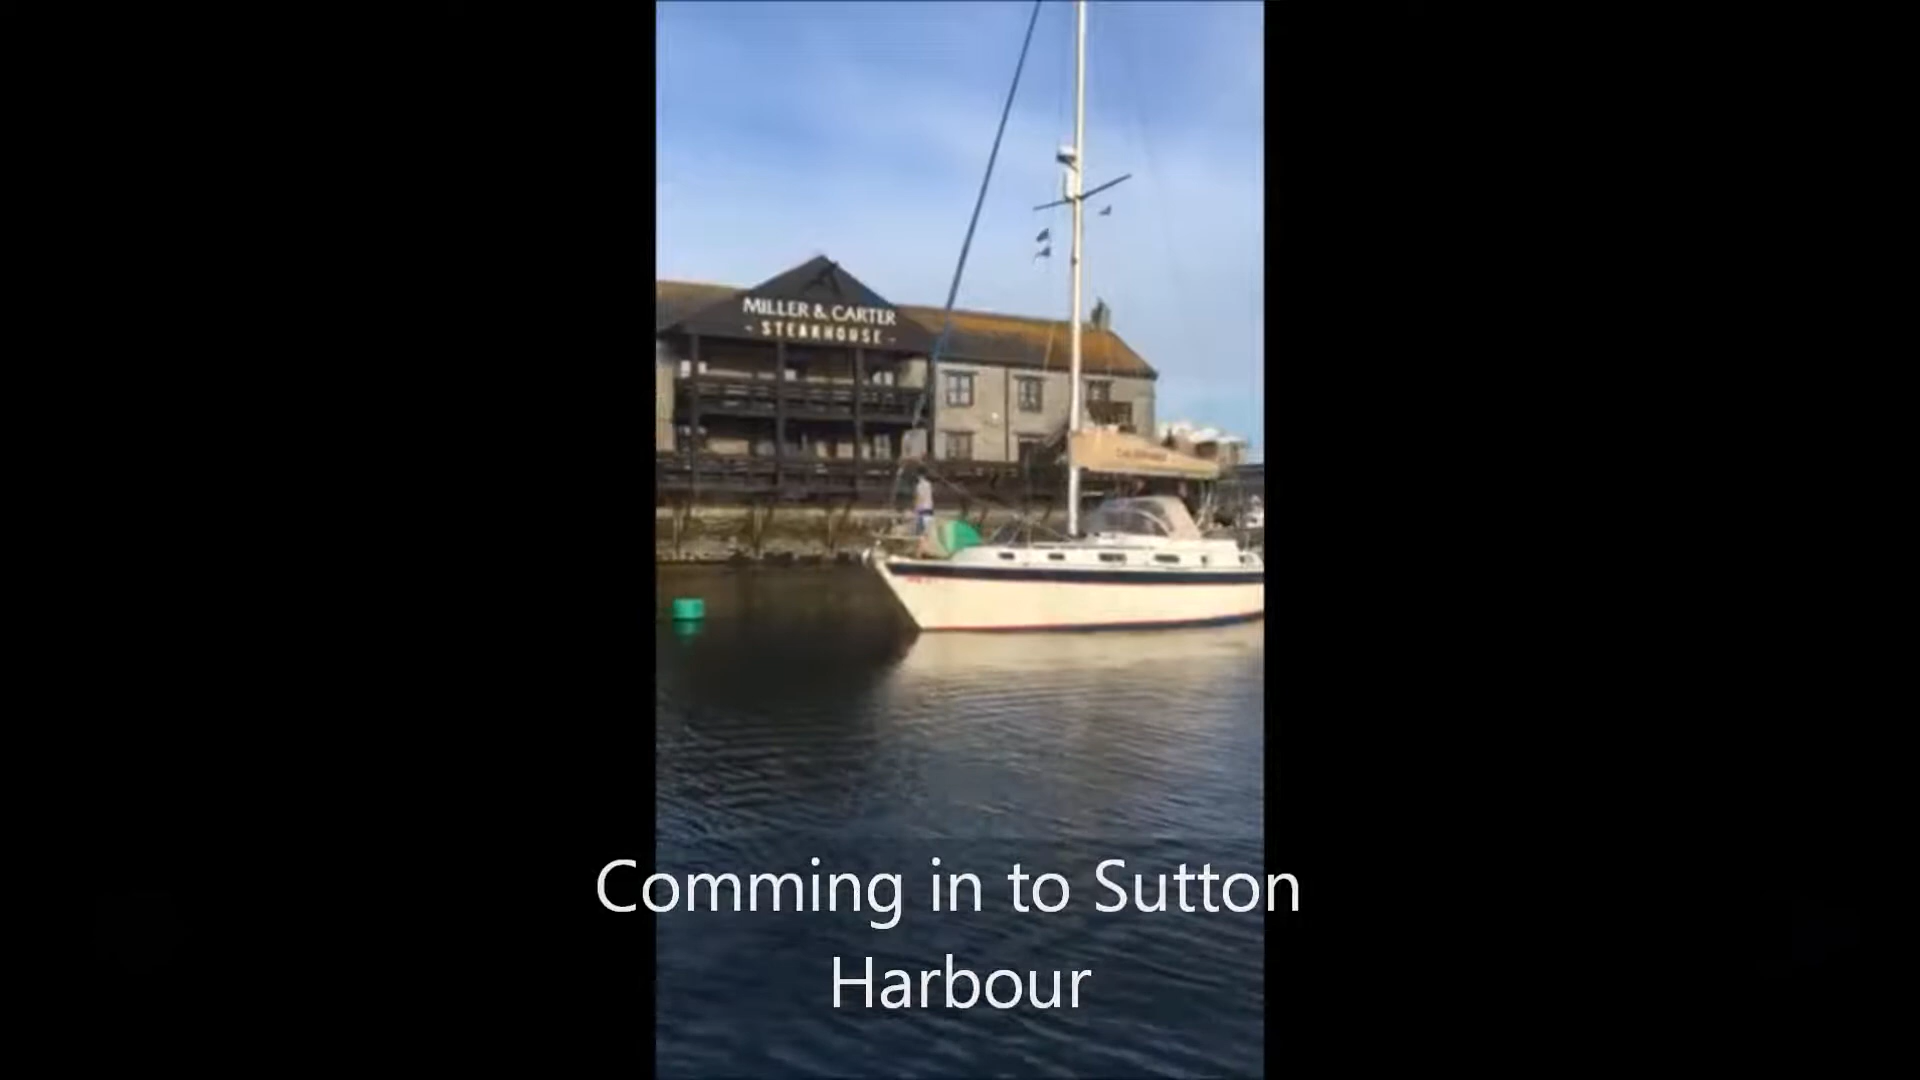 MILLER & CARTER
- STEAKHOUSE -
Comming in to Sutton
Harbour